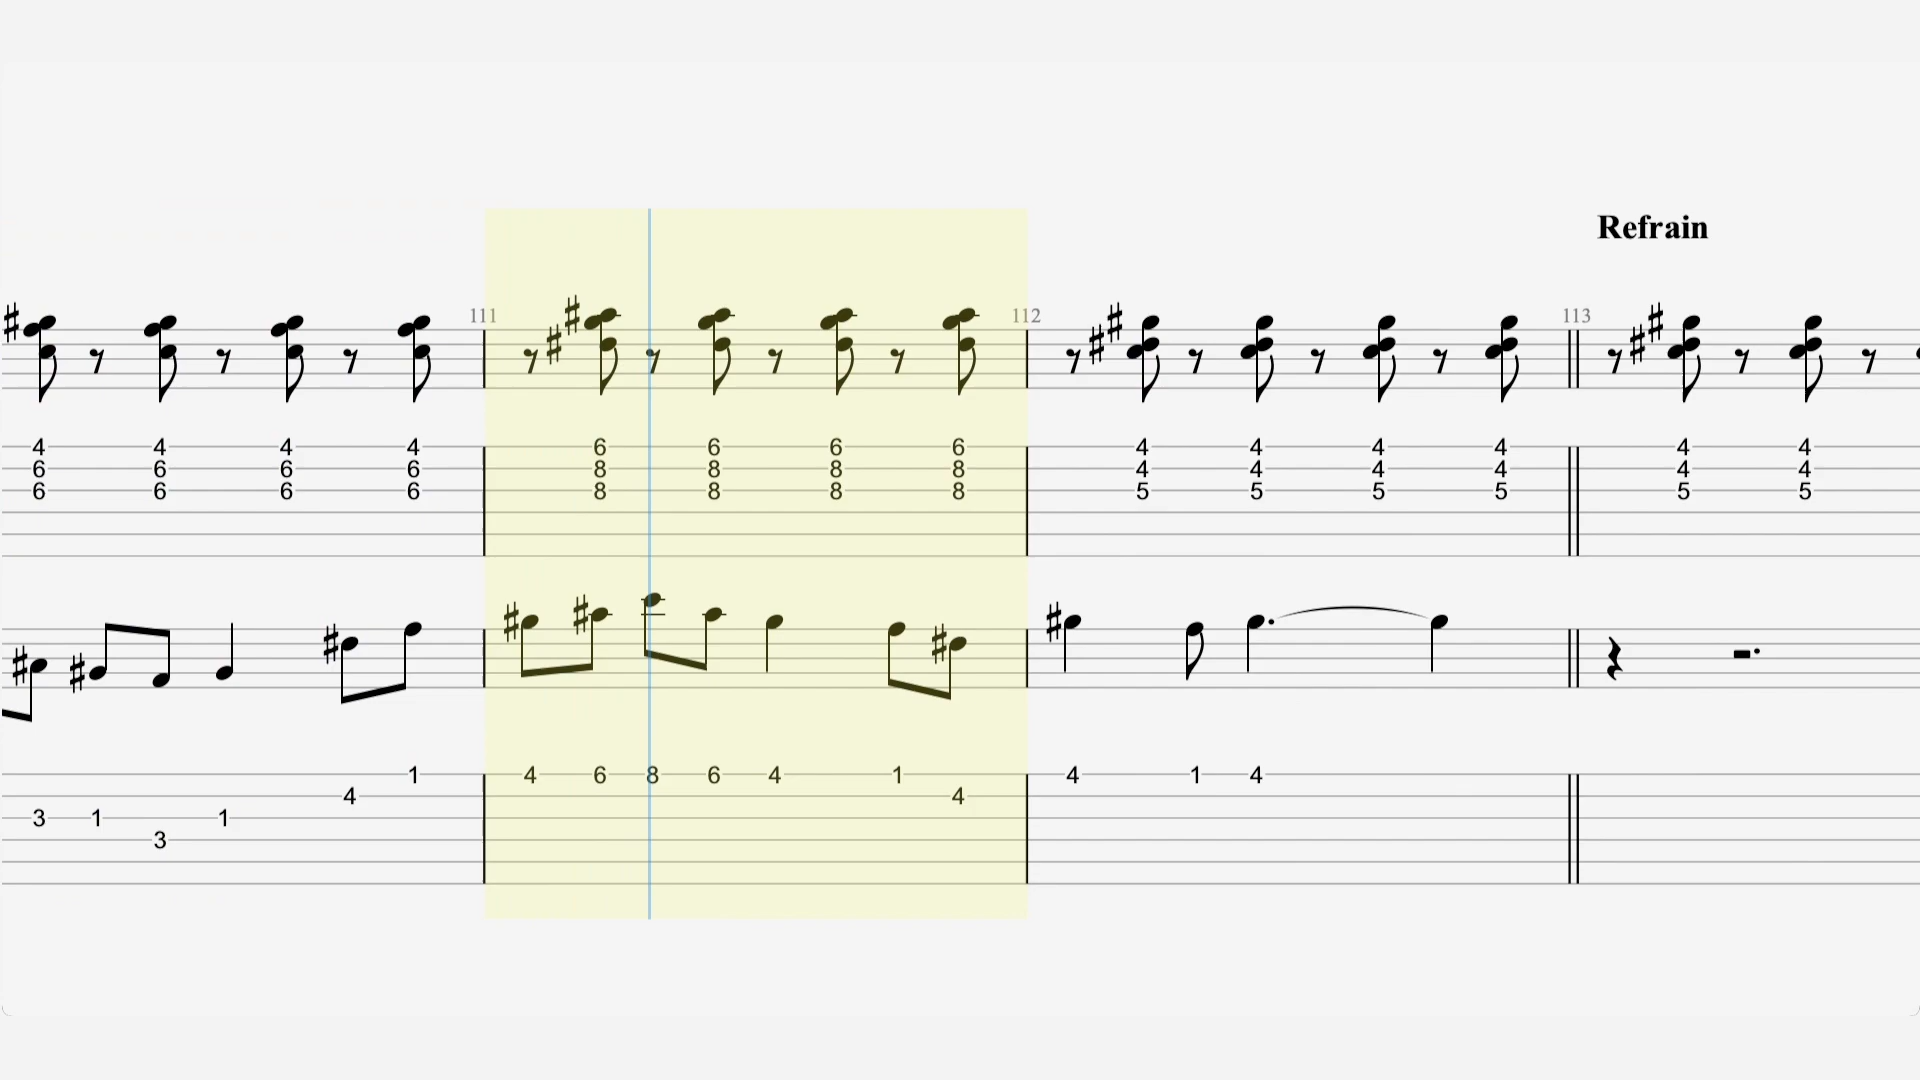 Refrain
111 112 113
4 4 4 4 6 6 6 6 4 4 4 4 4 4
6 6 6 6 8 8 8 8 4 4 4 4 4 4
6 6 6 6 8 8 8 8 5 5 5 5 5 5
1 4 6 8 6 4 1 4 1 4
4 4
3 1 1
3